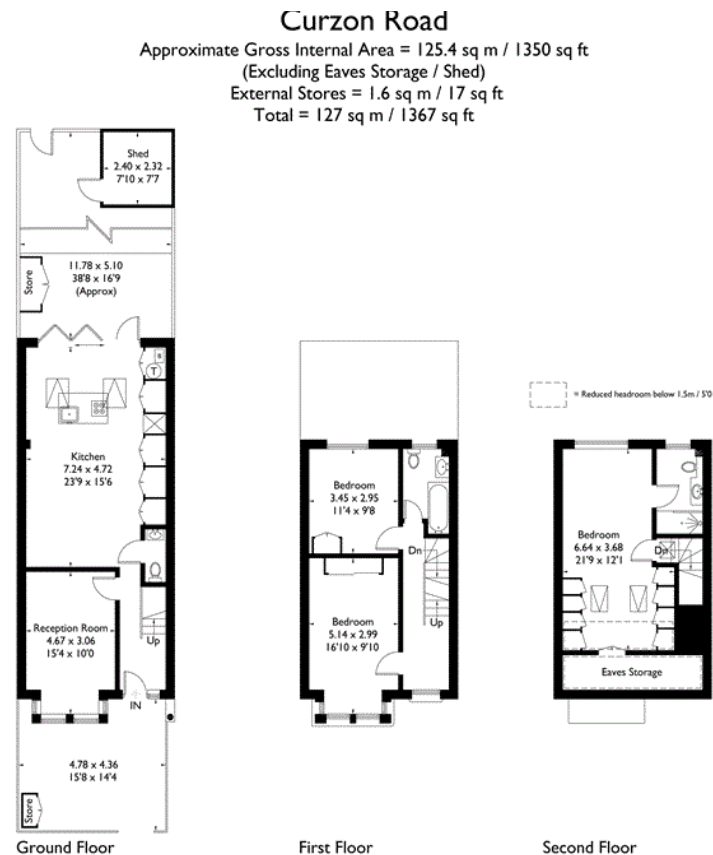 Curzon Road
Approximate Gross Internal Area = 125.4 sq m / 1350 sq ft
(Excluding Eaves Storage / Shed)
External Stores = 1.6 sq m / 17 sq ft
Total = 127 sq m / 1367 sq ft
Shed
2.40 x 2.32
7'10 x 7'7
Store
11.78 x 5.10
38'8 x 16'9
(Approx)
T
Kitchen
7.24 x 4.72
23'9 x 15'6
Reception Room
4.67 x 3.06
15'4 x 10'0
Up
IN
4.78 x 4.36
15'8 x 14'4
Store
Ground Floor
Bedroom
3.45 x 2.95
11'4 x 9'8
Dn
Bedroom
5.14 x 2.99
16'10 x 9'10
Up
First Floor
= Reduced headroom below 1.5m / 5'0
Bedroom
6.64 x 3.68
21'9 x 12'1
Dn
Eaves Storage
Second Floor